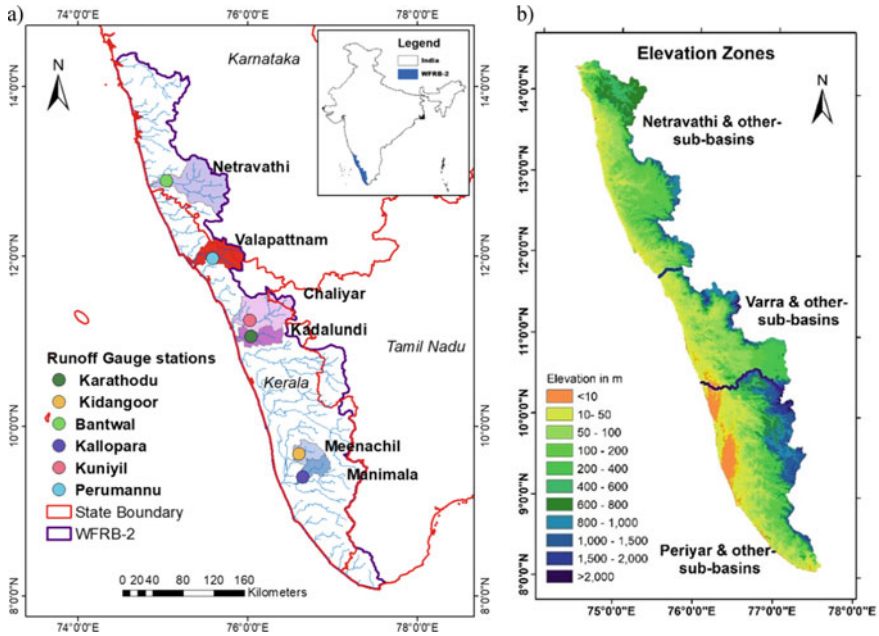 a)
74°0'0"E
76°0'0"E
78°0'0"E
N
Karnataka
Legend
India
WFRB-2
14°0'0"N
Netravathi
Valapattnam
12°0'0"N
Chaliyar
Kadalundi
Tamil Nadu
Kerala
Runoff Gauge stations
Karathodu
Kidangoor
Bantwal
Kallopara
Kuniyil
Perumannu
State Boundary
WFRB-2
10°0'0"N
Meenachil
Manimala
0 20 40 80 120 160
Kilometers
8°0'0"N
74°0'0"E
76°0'0"E
78°0'0"E
14°0'0"N
12°0'0"N
10°0'0"N
8°0'0"N
b)
Elevation Zones
N
14°0'0"N
Netravathi & other-
sub-basins
13°0'0"N
12°0'0"N
Varra & other-
sub-basins
11°0'0"N
Elevation in m
<10
10- 50
50 - 100
100 - 200
200 - 400
400 - 600
600 - 800
800 - 1,000
1,000 - 1,500
1,500 - 2,000
>2,000
10°0'0"N
9°0'0"N
Periyar & other-
sub-basins
8°0'0"N
75°0'0"E
76°0'0"E
77°0'0"E